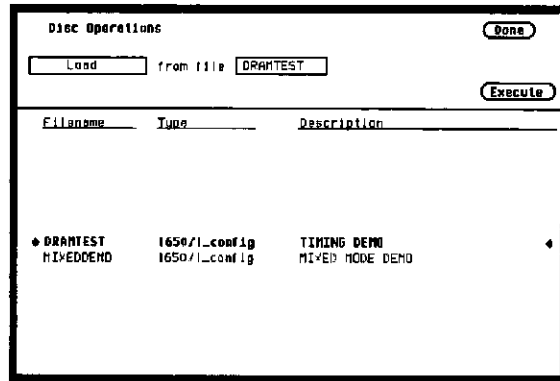 Disc Operations Done
Load from file DRAMTEST
Execute
Filename Type Description
DRAMTEST 1650/1_config TIMING DEMO
MIXEDDEMO 1650/1_config MIXED MODE DEMO